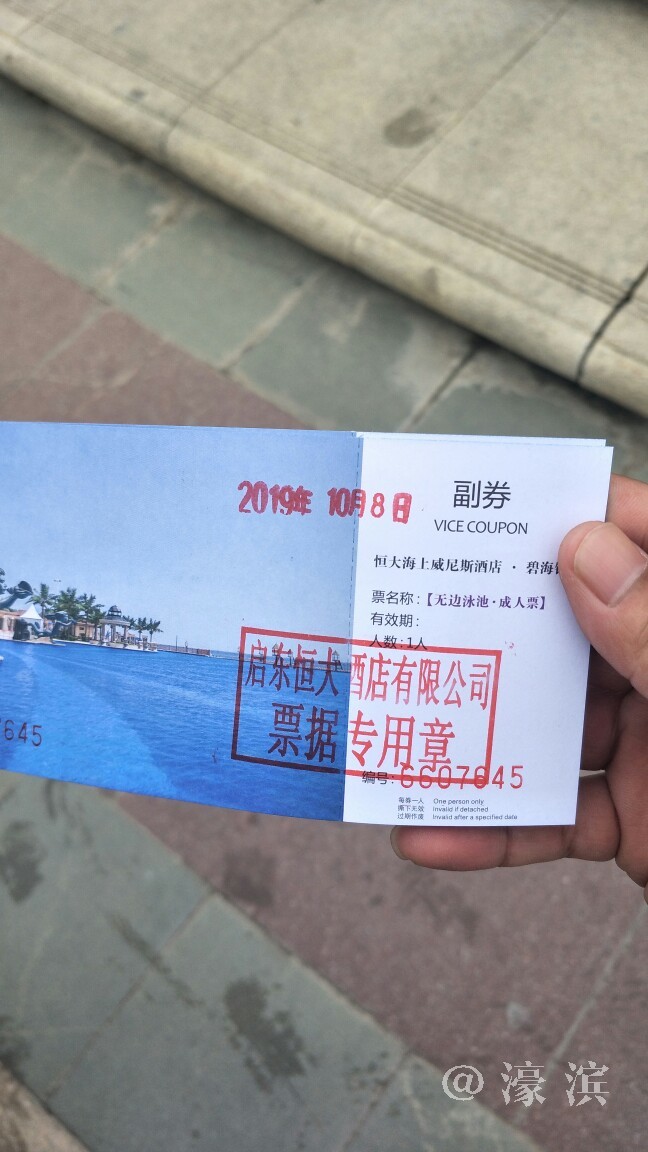 2019年 10月8日
副券
VICE COUPON
恒大海上威尼斯酒店·碧海
票名称:【无边泳池·成人票】
有效期:
人数:1人
启东恒大酒店有限公司
票据专用章
645
编号:6607645
每券一人 One person only
撕下无效 Invalid if detached
过期作废 Invalid after a specified date
@濠滨